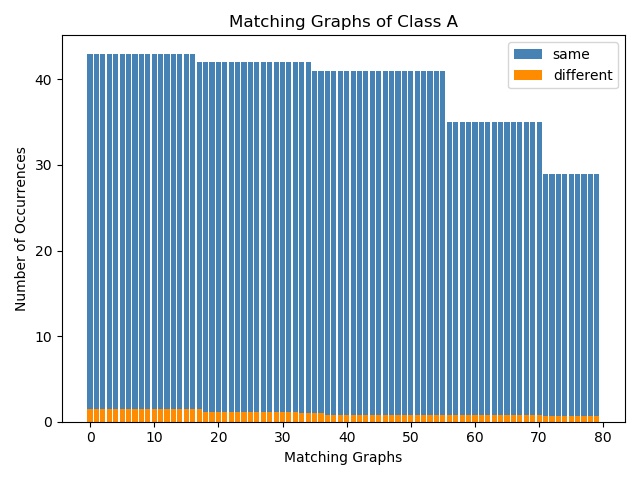 Matching Graphs of Class A
same
different
Number of Occurrences
40
30
20
10
0
0 10 20 30 40 50 60 70 80
Matching Graphs